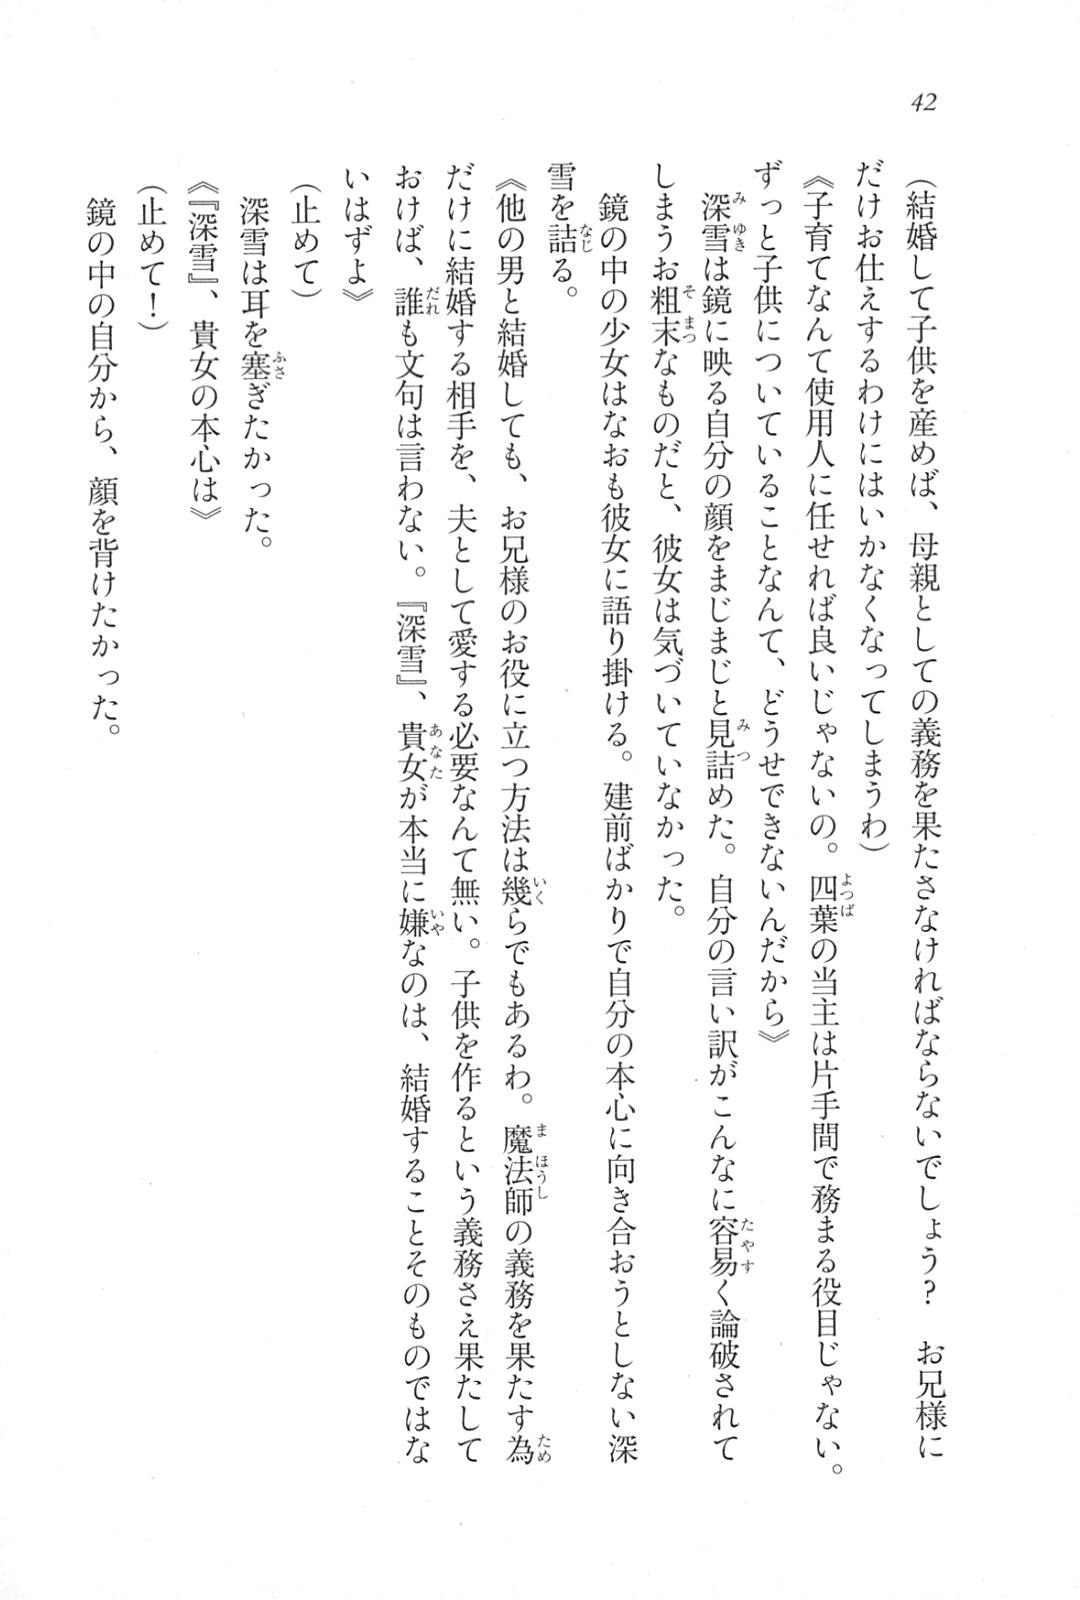 42
（結婚して子供を産めば、母親としての義務を果たさなければならないでしょう？　お兄様に
だけお仕えするわけにはいかなくなってしまうわ）
《子育てなんて使用人に任せれば良いじゃないの。四葉の当主は片手間で務まる役目じゃない。
ずっと子供についていることなんて、どうせできないんだから》
　深雪は鏡に映る自分の顔をまじまじと見詰めた。自分の言い訳がこんなに容易く論破されて
しまうお粗末なものだと、彼女は気づいていなかった。
　鏡の中の少女はなおも彼女に語り掛ける。建前ばかりで自分の本心に向き合おうとしない深
雪を詰る。
《他の男と結婚しても、お兄様のお役に立つ方法は幾らでもあるわ。魔法師の義務を果たす為
だけに結婚する相手を、夫として愛する必要なんて無い。子供を作るという義務さえ果たして
おけば、誰も文句は言わない。『深雪』、貴女が本当に嫌なのは、結婚することそのものではな
いはずよ》
（止めて）
　深雪は耳を塞ぎたかった。
《『深雪』、貴女の本心は》
（止めて！）
　鏡の中の自分から、顔を背けたかった。